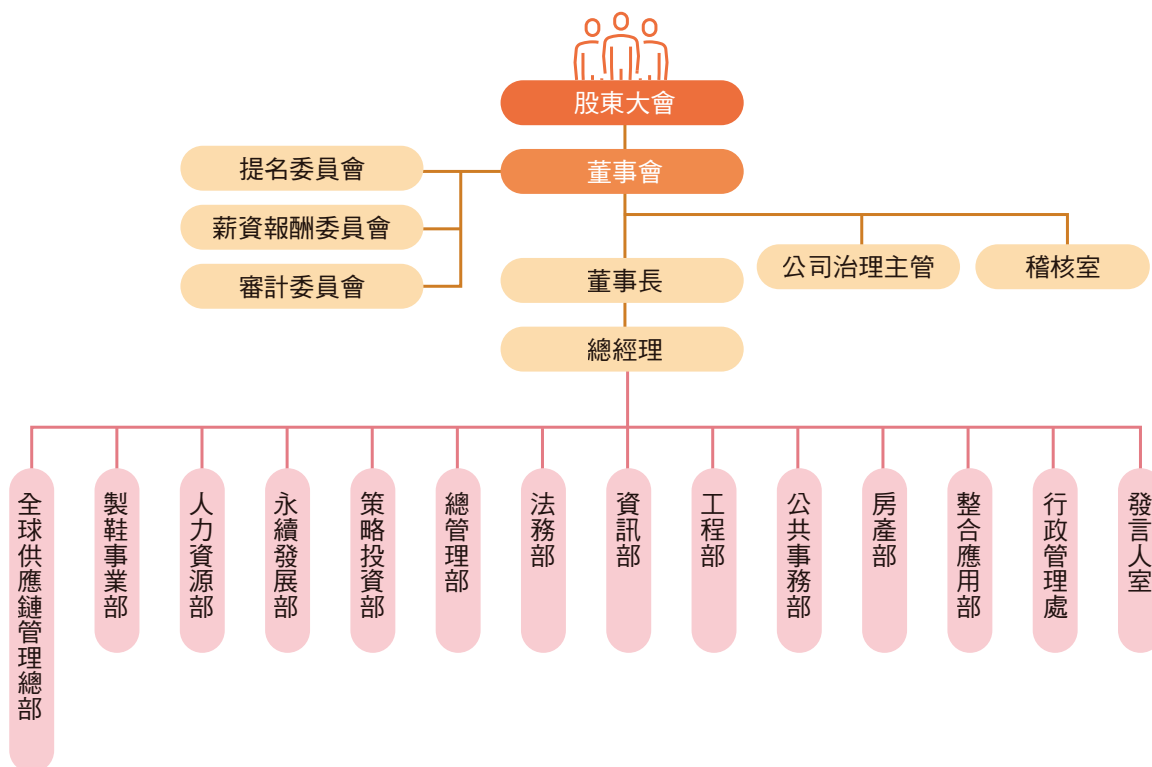 股東大會
董事會
提名委員會
薪資報酬委員會
審計委員會
公司治理主管
稽核室
董事長
總經理
全球供應鏈管理總部
製鞋事業部
人力資源部
永續發展部
策略投資部
總管理部
法務部
資訊部
工程部
公共事務部
房產部
整合應用部
行政管理處
發言人室